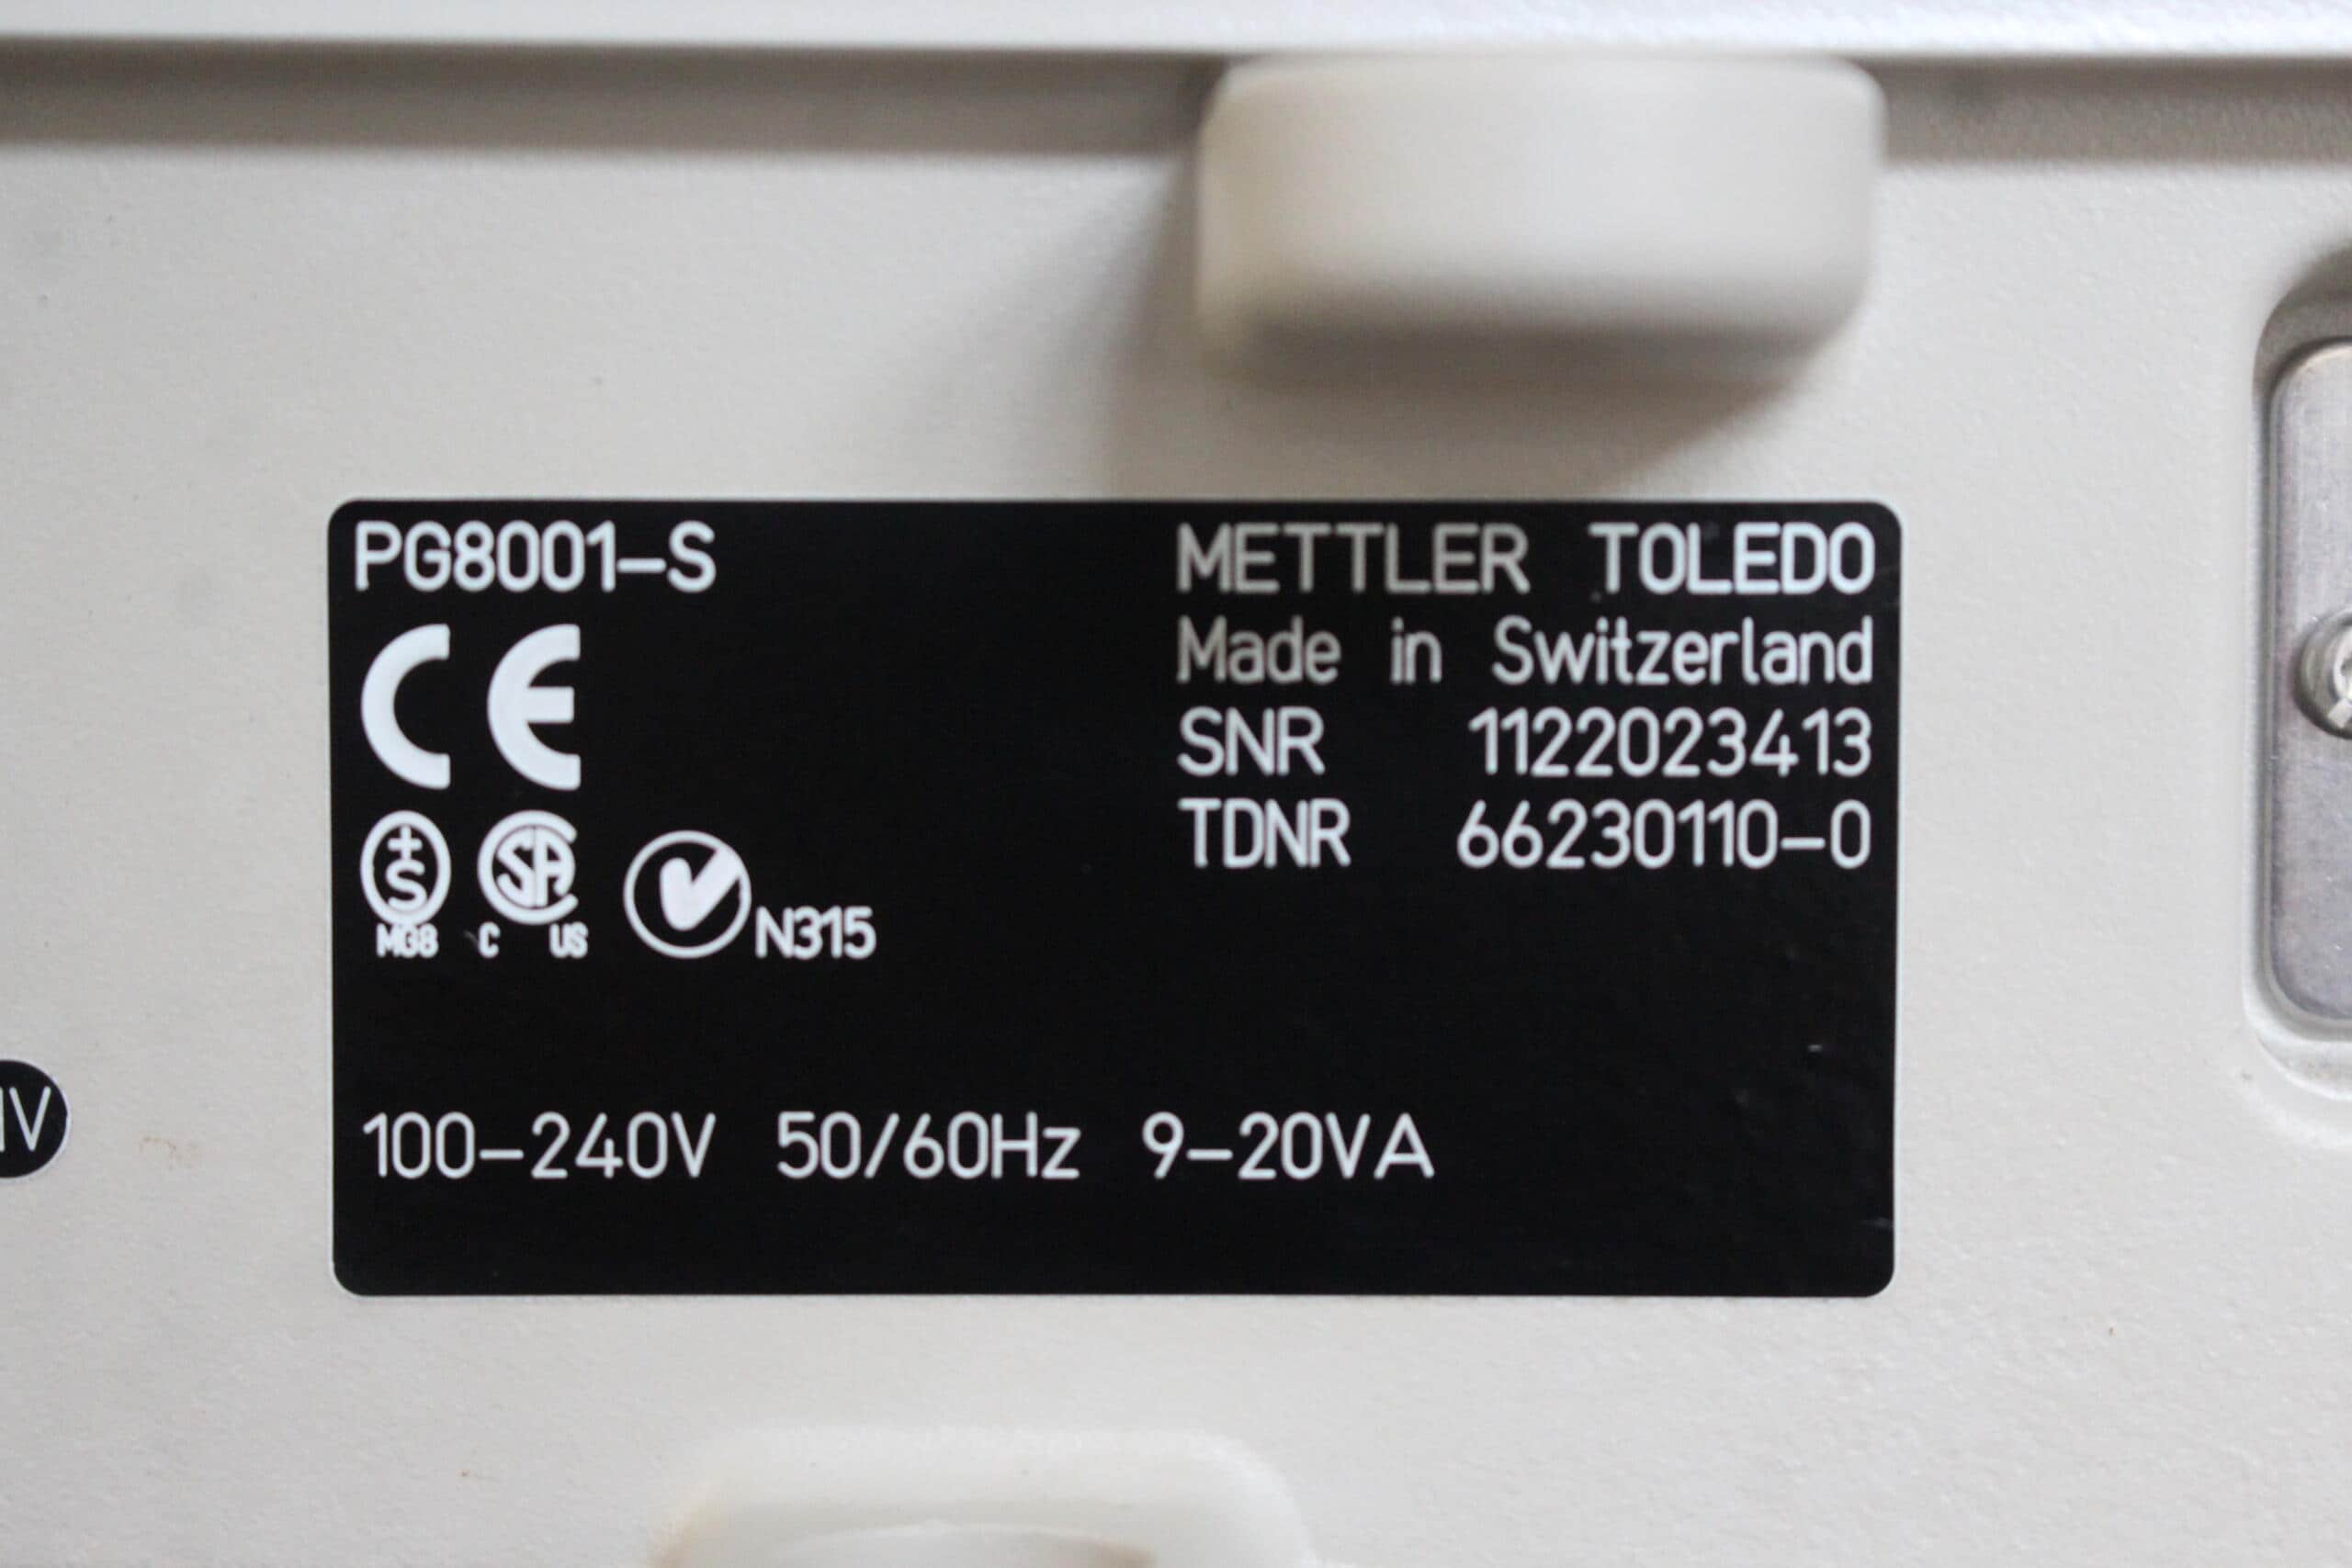 PG8001-S
METTLER TOLEDO
Made in Switzerland
SNR 1122023413
TDNR 66230110-0
CE
+S
MG8
SA
C US
N315
100-240V 50/60Hz 9-20VA